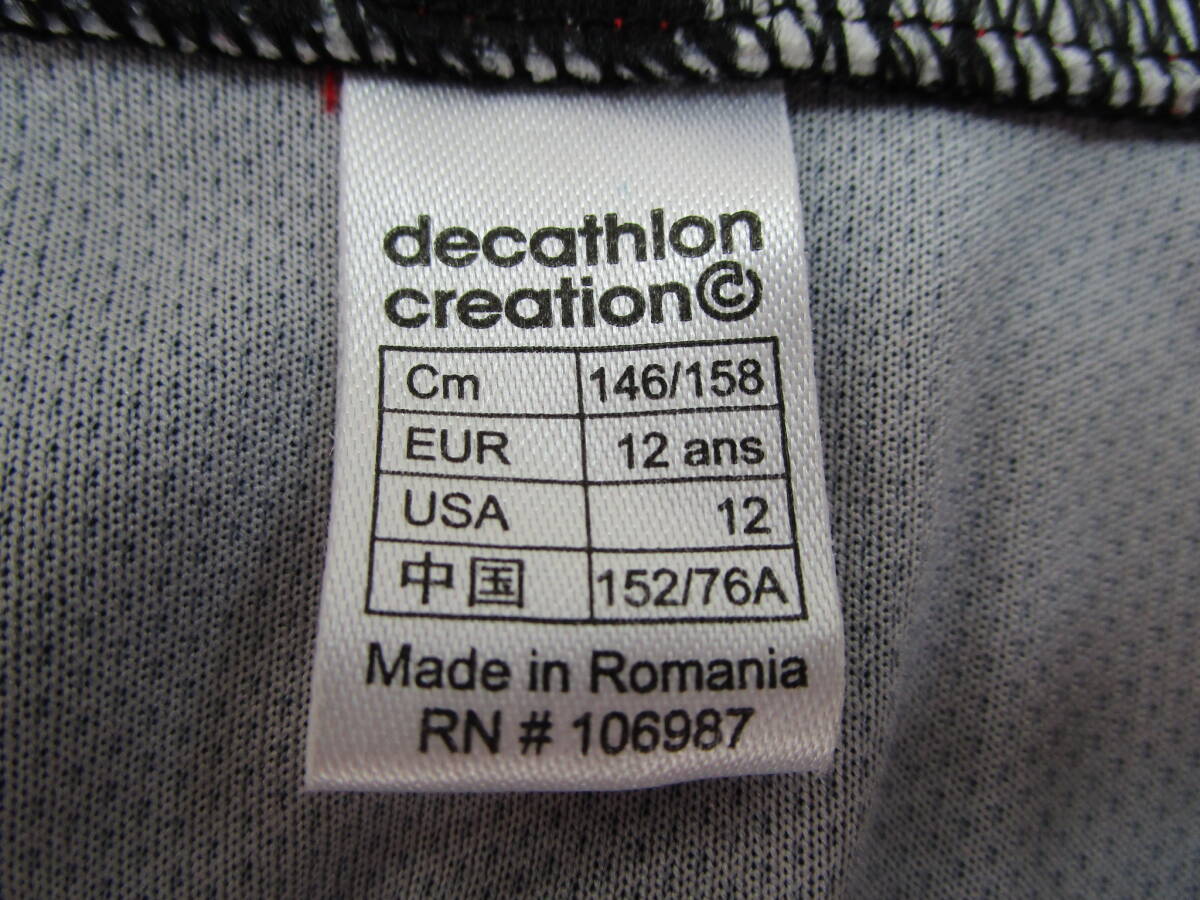 decathlon
creation©
Cm 146/158
EUR 12 ans
USA 12
中国 152/76A
Made in Romania
RN # 106987